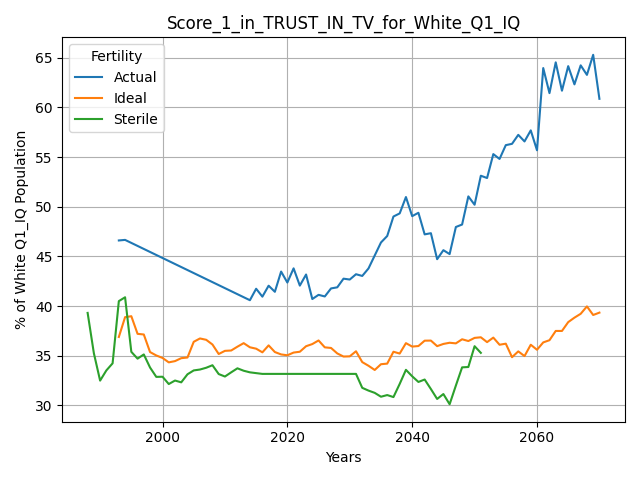 Score_1_in_TRUST_IN_TV_for_White_Q1_IQ
Fertility
Actual
Ideal
Sterile
% of White Q1_IQ Population
65
60
55
50
45
40
35
30
2000
2020
2040
2060
Years